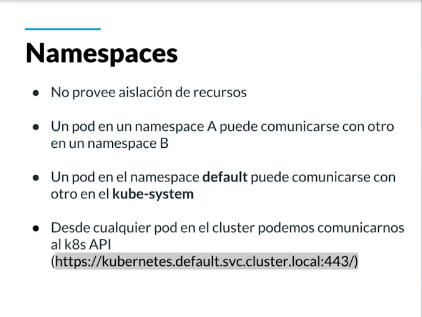 Namespaces
● No provee aislación de recursos
● Un pod en un namespace A puede comunicarse con otro
en un namespace B
● Un pod en el namespace default puede comunicarse con
otro en el kube-system
● Desde cualquier pod en el cluster podemos comunicarnos
al k8s API
(https://kubernetes.default.svc.cluster.local:443/)